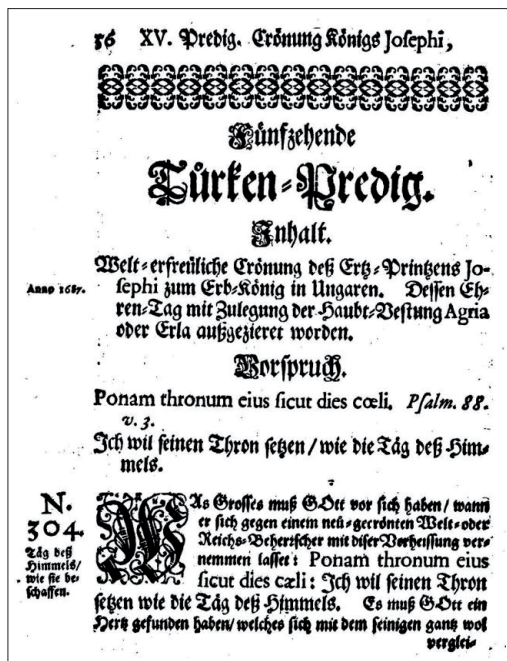 56 XV. Predig. Crönung Königs Josephi,
Fünfzehende
Türken-Predig.
Inhalt.
Welt-erfreüliche Crönung deß Ertz-Printzens Jo-
Anno 1687.
sephi zum Erb-König in Ungaren. Dessen Eh-
ren-Tag mit Zulegung der Haubt-Vestung Agria
oder Erla außgezieret worden.
Vorspruch.
Ponam thronum eius sicut dies cœli. Psalm. 88.
v. 3.
Ich wil seinen Thron setzen / wie die Täg deß Him-
mels.
N.
304.
Täg deß
Himmels /
wie sie be-
schaffen.
WAs Grosses muß GOtt vor sich haben / wann
er sich gegen einem neü-gecrönten Welt-oder
Reichs-Beherrscher mit diser Verheissung ver-
nemmen lasset: Ponam thronum eius
sicut dies cæli: Ich wil seinen Thron
setzen wie die Täg deß Himmels. Es muß GOtt ein
Hertz gefunden haben / welches sich mit dem seinigen gantz wol
verglei-